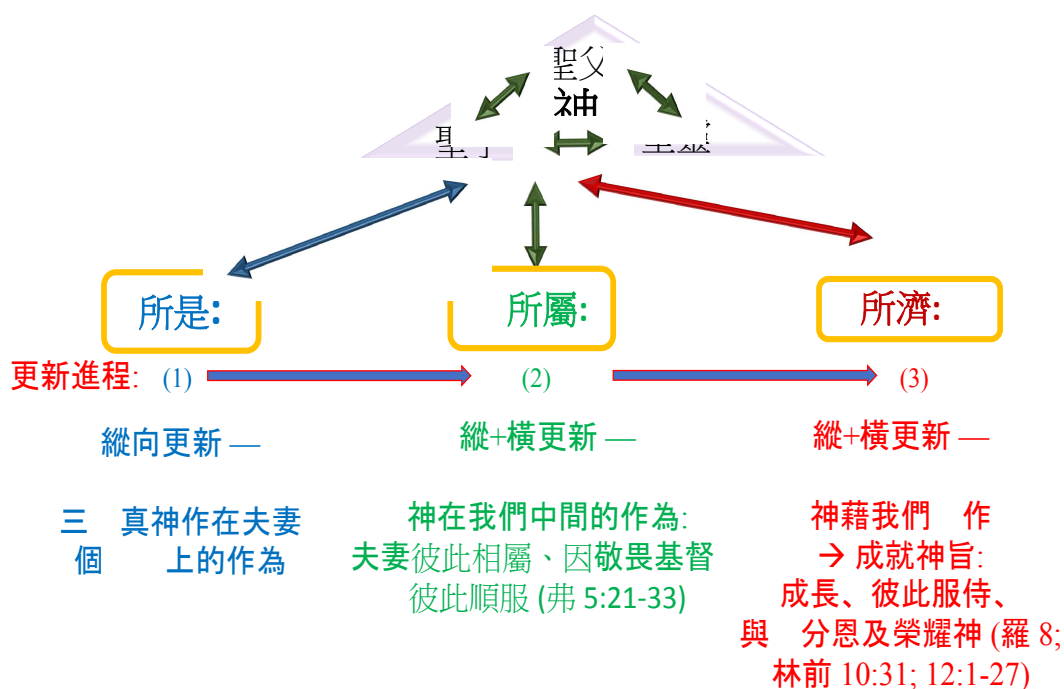 聖父
神
所是:
所屬:
所濟:
更新進程: (1)
(2)
(3)
縱向更新 —
縱+橫更新 —
縱+橫更新 —
三 真神作在夫妻
個 上的作為
神在我們中間的作為:
夫妻彼此相屬、因敬畏基督
彼此順服 (弗 5:21-33)
神藉我們 作
→ 成就神旨:
成長、彼此服侍、
與 分恩及榮耀神 (羅 8;
林前 10:31; 12:1-27)